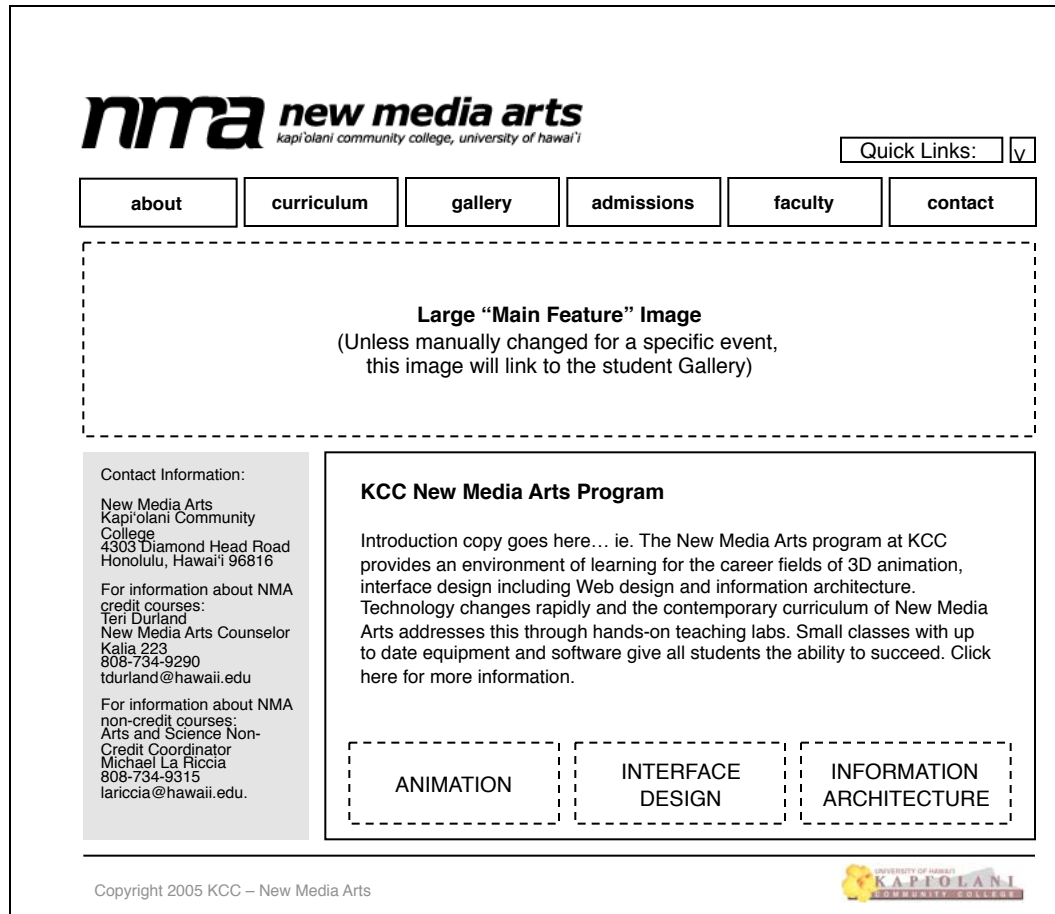 nma new media arts
kapi'olani community college, university of hawai'i
Quick Links: v
about curriculum gallery admissions faculty contact
Large “Main Feature” Image
(Unless manually changed for a specific event,
this image will link to the student Gallery)
Contact Information:
New Media Arts
Kapi‘olani Community
College
4303 Diamond Head Road
Honolulu, Hawai‘i 96816
For information about NMA
credit courses:
Teri Durland
New Media Arts Counselor
Kalia 223
808-734-9290
tdurland@hawaii.edu
For information about NMA
non-credit courses:
Arts and Science Non-
Credit Coordinator
Michael La Riccia
808-734-9315
lariccia@hawaii.edu.
KCC New Media Arts Program
Introduction copy goes here… ie. The New Media Arts program at KCC
provides an environment of learning for the career fields of 3D animation,
interface design including Web design and information architecture.
Technology changes rapidly and the contemporary curriculum of New Media
Arts addresses this through hands-on teaching labs. Small classes with up
to date equipment and software give all students the ability to succeed. Click
here for more information.
ANIMATION
INTERFACE
DESIGN
INFORMATION
ARCHITECTURE
Copyright 2005 KCC – New Media Arts
UNIVERSITY OF HAWAI'I
KAPI'OLANI
COMMUNITY COLLEGE